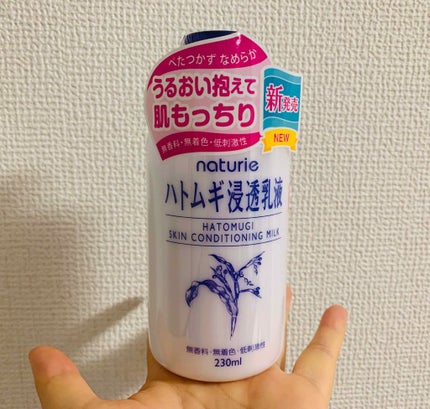 べたつかず なめらか
うるおい抱えて
肌もっちり
無香料・無着色・低刺激性
新発売
NEW
naturie
ハトムギ浸透乳液
HATOMUGI
SKIN CONDITIONING MILK
無香料・無着色・低刺激性
230ml